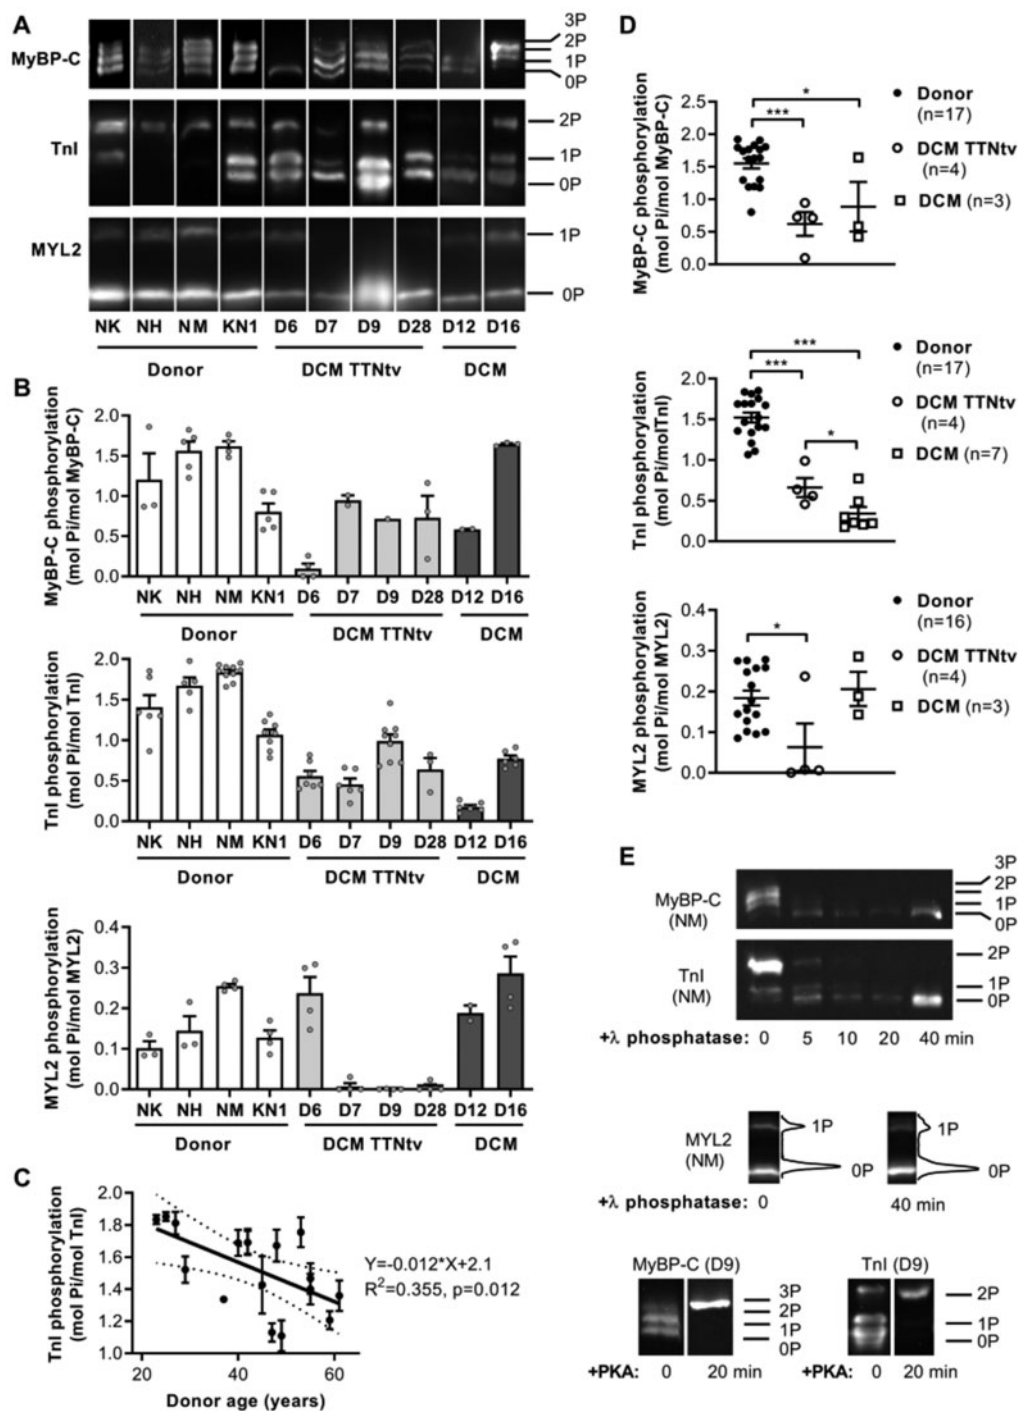 A
MyBP-C
3P
2P
1P
0P
TnI
2P
1P
0P
MYL2
1P
0P
NK NH NM KN1 D6 D7 D9 D28 D12 D16
Donor DCM TTNtv DCM
B
MyBP-C phosphorylation
(mol Pi/mol MyBP-C)
2.0
1.5
1.0
0.5
0.0
NK NH NM KN1 D6 D7 D9 D28 D12 D16
Donor DCM TTNtv DCM
TnI phosphorylation
(mol Pi/mol TnI)
2.0
1.5
1.0
0.5
0.0
NK NH NM KN1 D6 D7 D9 D28 D12 D16
Donor DCM TTNtv DCM
MYL2 phosphorylation
(mol Pi/mol MYL2)
0.4
0.3
0.2
0.1
0
NK NH NM KN1 D6 D7 D9 D28 D12 D16
Donor DCM TTNtv DCM
C
TnI phosphorylation
(mol Pi/mol TnI)
2.0
1.8
1.6
1.4
1.2
1.0
20 40 60
Donor age (years)
Y=-0.012*X+2.1
R²=0.355, p=0.012
D
MyBP-C phosphorylation
(mol Pi/mol MyBP-C)
2.5
2.0
1.5
1.0
0.5
0.0
*
***
Donor
(n=17)
DCM TTNtv
(n=4)
DCM (n=3)
TnI phosphorylation
(mol Pi/molTnI)
2.0
1.5
1.0
0.5
0.0
***
***
*
Donor
(n=17)
DCM TTNtv
(n=4)
DCM (n=7)
MYL2 phosphorylation
(mol Pi/mol MYL2)
0.4
0.3
0.2
0.1
0.0
*
Donor
(n=16)
DCM TTNtv
(n=4)
DCM (n=3)
E
MyBP-C
(NM)
3P
2P
1P
0P
TnI
(NM)
2P
1P
0P
+λ phosphatase: 0 5 10 20 40 min
MYL2
(NM)
1P
0P
1P
0P
+λ phosphatase: 0 40 min
MyBP-C (D9)
3P
2P
1P
0P
+PKA: 0 20 min
TnI (D9)
2P
1P
0P
+PKA: 0 20 min